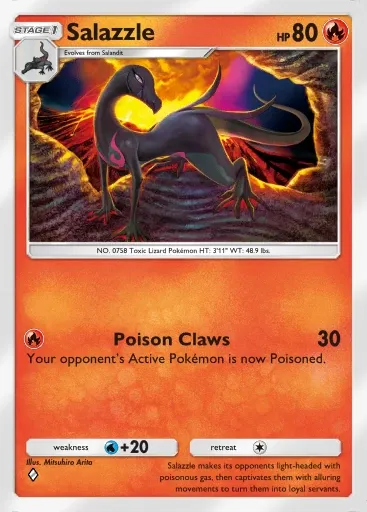 STAGE 1
Salazzle
HP 80
Evolves from Salandit
NO. 0758 Toxic Lizard Pokémon HT: 3'11" WT: 48.9 lbs.
Poison Claws 30
Your opponent's Active Pokémon is now Poisoned.
weakness +20 retreat
Illus. Mitsuhiro Arita
Salazzle makes its opponents light-headed with
poisonous gas, then captivates them with alluring
movements to turn them into loyal servants.